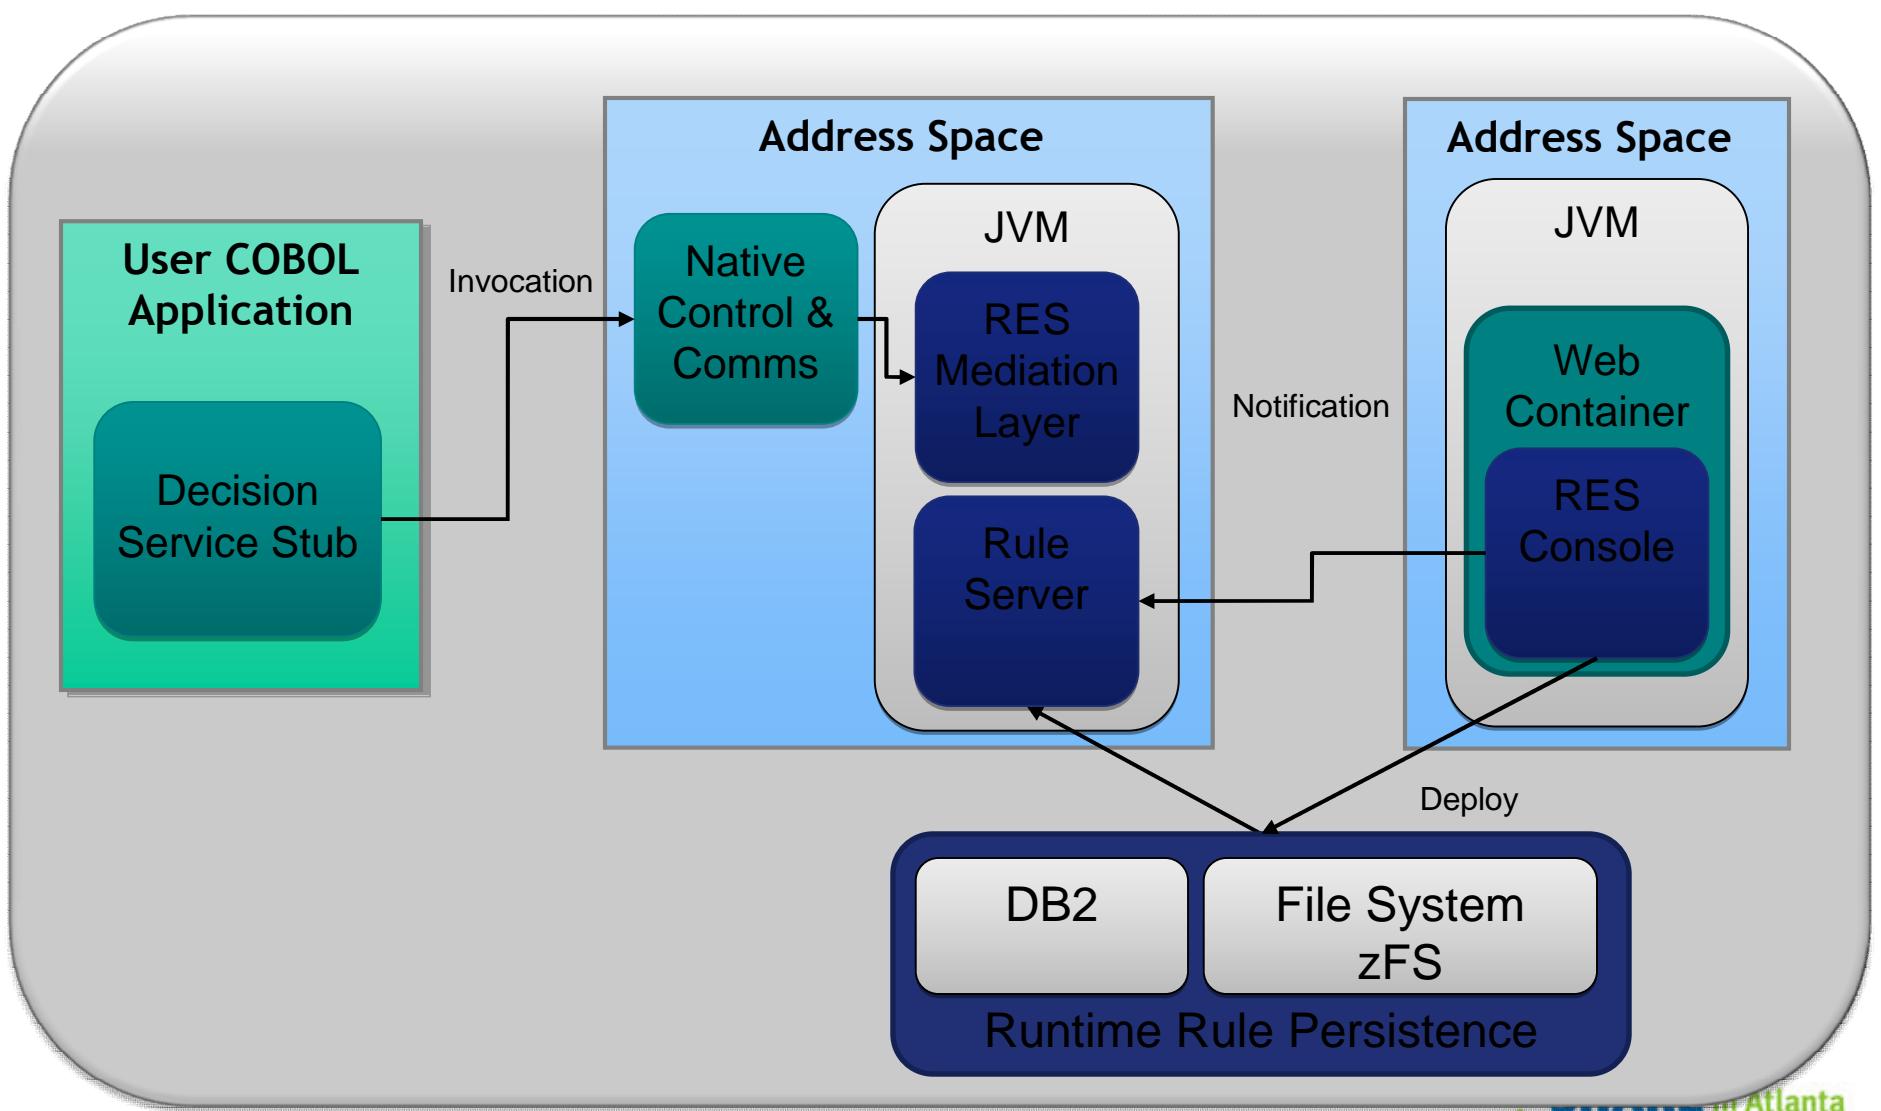 Address Space
Address Space
User COBOL
Application
Invocation
Decision
Service Stub
Native
Control &
Comms
JVM
RES
Mediation
Layer
Rule
Server
Notification
JVM
Web
Container
RES
Console
Deploy
DB2
File System
zFS
Runtime Rule Persistence
Atlanta